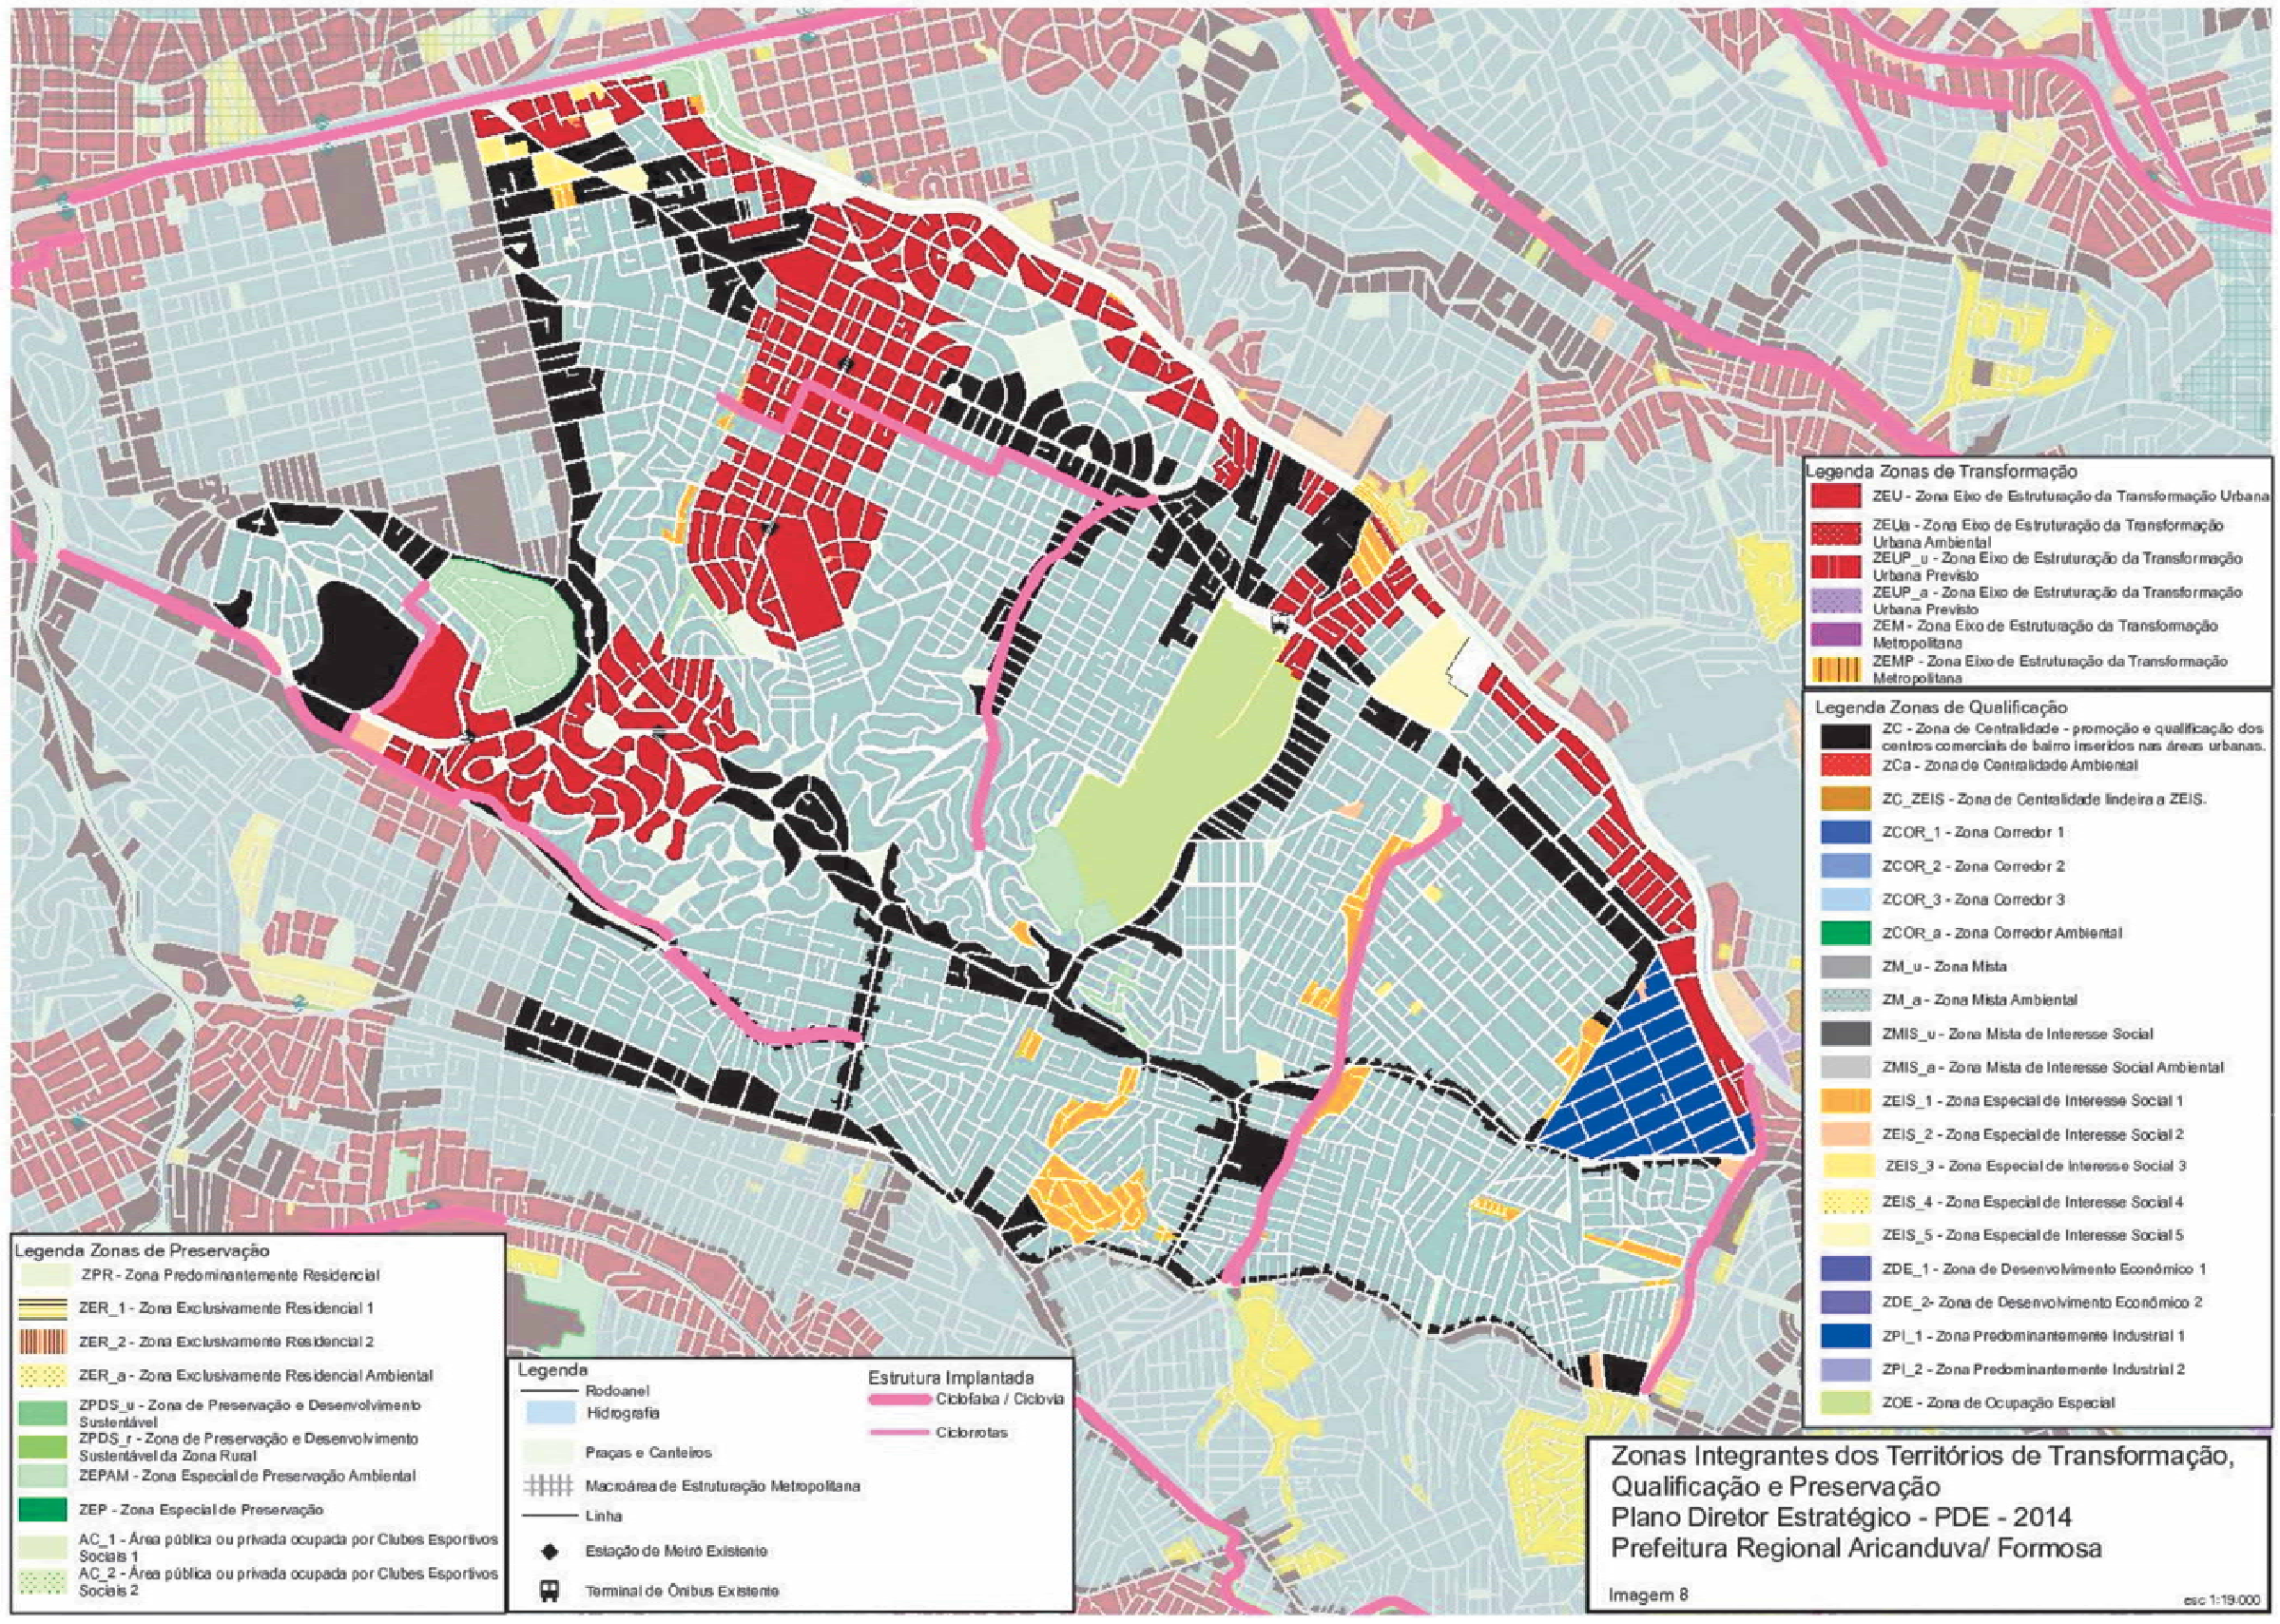 Legenda Zonas de Transformação
ZEU - Zona Eixo de Estruturação da Transformação Urbana
ZEUa - Zona Eixo de Estruturação da Transformação
Urbana Ambiental
ZEUP_u - Zona Eixo de Estruturação da Transformação
Urbana Previsto
ZEUP_a - Zona Eixo de Estruturação da Transformação
Urbana Previsto
ZEM - Zona Eixo de Estruturação da Transformação
Metropolitana
ZEMP - Zona Eixo de Estruturação da Transformação
Metropolitana
Legenda Zonas de Qualificação
ZC - Zona de Centralidade - promoção e qualificação dos
centros comerciais de bairro inseridos nas áreas urbanas.
ZCa - Zona de Centralidade Ambiental
ZC_ZEIS - Zona de Centralidade lindeira a ZEIS.
ZCOR_1 - Zona Corredor 1
ZCOR_2 - Zona Corredor 2
ZCOR_3 - Zona Corredor 3
ZCOR_a - Zona Corredor Ambiental
ZM_u - Zona Mista
ZM_a - Zona Mista Ambiental
ZMIS_u - Zona Mista de Interesse Social
ZMIS_a - Zona Mista de Interesse Social Ambiental
ZEIS_1 - Zona Especial de Interesse Social 1
ZEIS_2 - Zona Especial de Interesse Social 2
ZEIS_3 - Zona Especial de Interesse Social 3
ZEIS_4 - Zona Especial de Interesse Social 4
ZEIS_5 - Zona Especial de Interesse Social 5
ZDE_1 - Zona de Desenvolvimento Econômico 1
ZDE_2- Zona de Desenvolvimento Econômico 2
ZPI_1 - Zona Predominantemente Industrial 1
ZPI_2 - Zona Predominantemente Industrial 2
ZOE - Zona de Ocupação Especial
Legenda Zonas de Preservação
ZPR - Zona Predominantemente Residencial
ZER_1 - Zona Exclusivamente Residencial 1
ZER_2 - Zona Exclusivamente Residencial 2
ZER_a - Zona Exclusivamente Residencial Ambiental
ZPDS_u - Zona de Preservação e Desenvolvimento
Sustentável
ZPDS_r - Zona de Preservação e Desenvolvimento
Sustentável da Zona Rural
ZEPAM - Zona Especial de Preservação Ambiental
ZEP - Zona Especial de Preservação
AC_1 - Área pública ou privada ocupada por Clubes Esportivos
Sociais 1
AC_2 - Área pública ou privada ocupada por Clubes Esportivos
Sociais 2
Legenda
Rodoanel
Hidrografia
Praças e Canteiros
Macroárea de Estruturação Metropolitana
Linha
Estação de Metrô Existente
Terminal de Ônibus Existente
Estrutura Implantada
Ciclofaixa / Ciclovia
Ciclorrotas
Zonas Integrantes dos Territórios de Transformação,
Qualificação e Preservação
Plano Diretor Estratégico - PDE - 2014
Prefeitura Regional Aricanduva/ Formosa
Imagem 8
esc 1:19.000